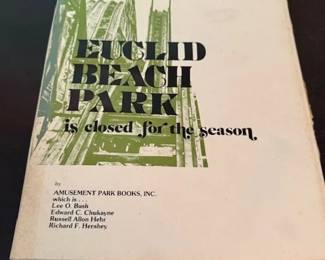 EUCLID
BEACH
PARK
is closed for the season
by
AMUSEMENT PARK BOOKS, INC.
which is . . .
Lee O. Bush
Edward C. Chukayne
Russell Allon Hehr
Richard F. Hershey